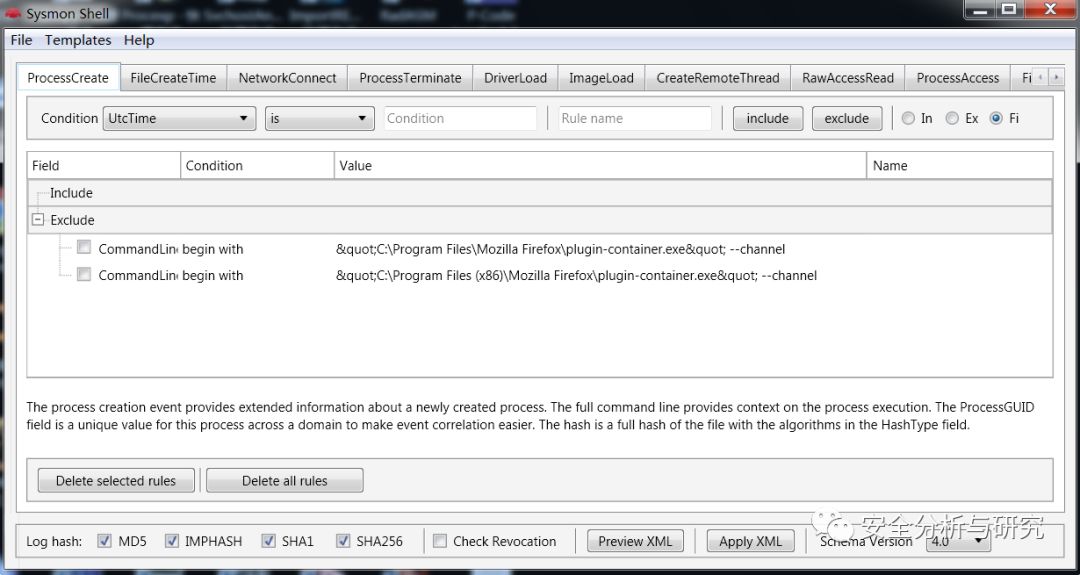 Sysmon Shell
File Templates Help
ProcessCreate FileCreateTime NetworkConnect ProcessTerminate DriverLoad ImageLoad CreateRemoteThread RawAccessRead ProcessAccess Fi
Condition UtcTime is Condition Rule name include exclude In Ex Fi
Field Condition Value Name
Include
Exclude
CommandLin begin with &quot;C:\Program Files\Mozilla Firefox\plugin-container.exe&quot; --channel
CommandLin begin with &quot;C:\Program Files (x86)\Mozilla Firefox\plugin-container.exe&quot; --channel
The process creation event provides extended information about a newly created process. The full command line provides context on the process execution. The ProcessGUID
field is a unique value for this process across a domain to make event correlation easier. The hash is a full hash of the file with the algorithms in the HashType field.
Delete selected rules Delete all rules
Log hash: MD5 IMPHASH SHA1 SHA256 Check Revocation Preview XML Apply XML Schema Version 4.0
安全分析与研究